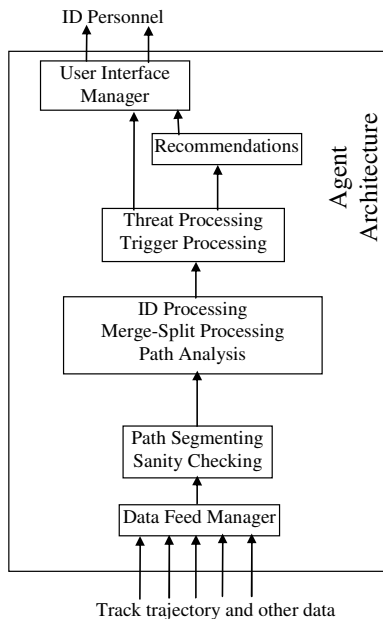 ID Personnel
User Interface
Manager
Recommendations
Agent
Architecture
Threat Processing
Trigger Processing
ID Processing
Merge-Split Processing
Path Analysis
Path Segmenting
Sanity Checking
Data Feed Manager
Track trajectory and other data